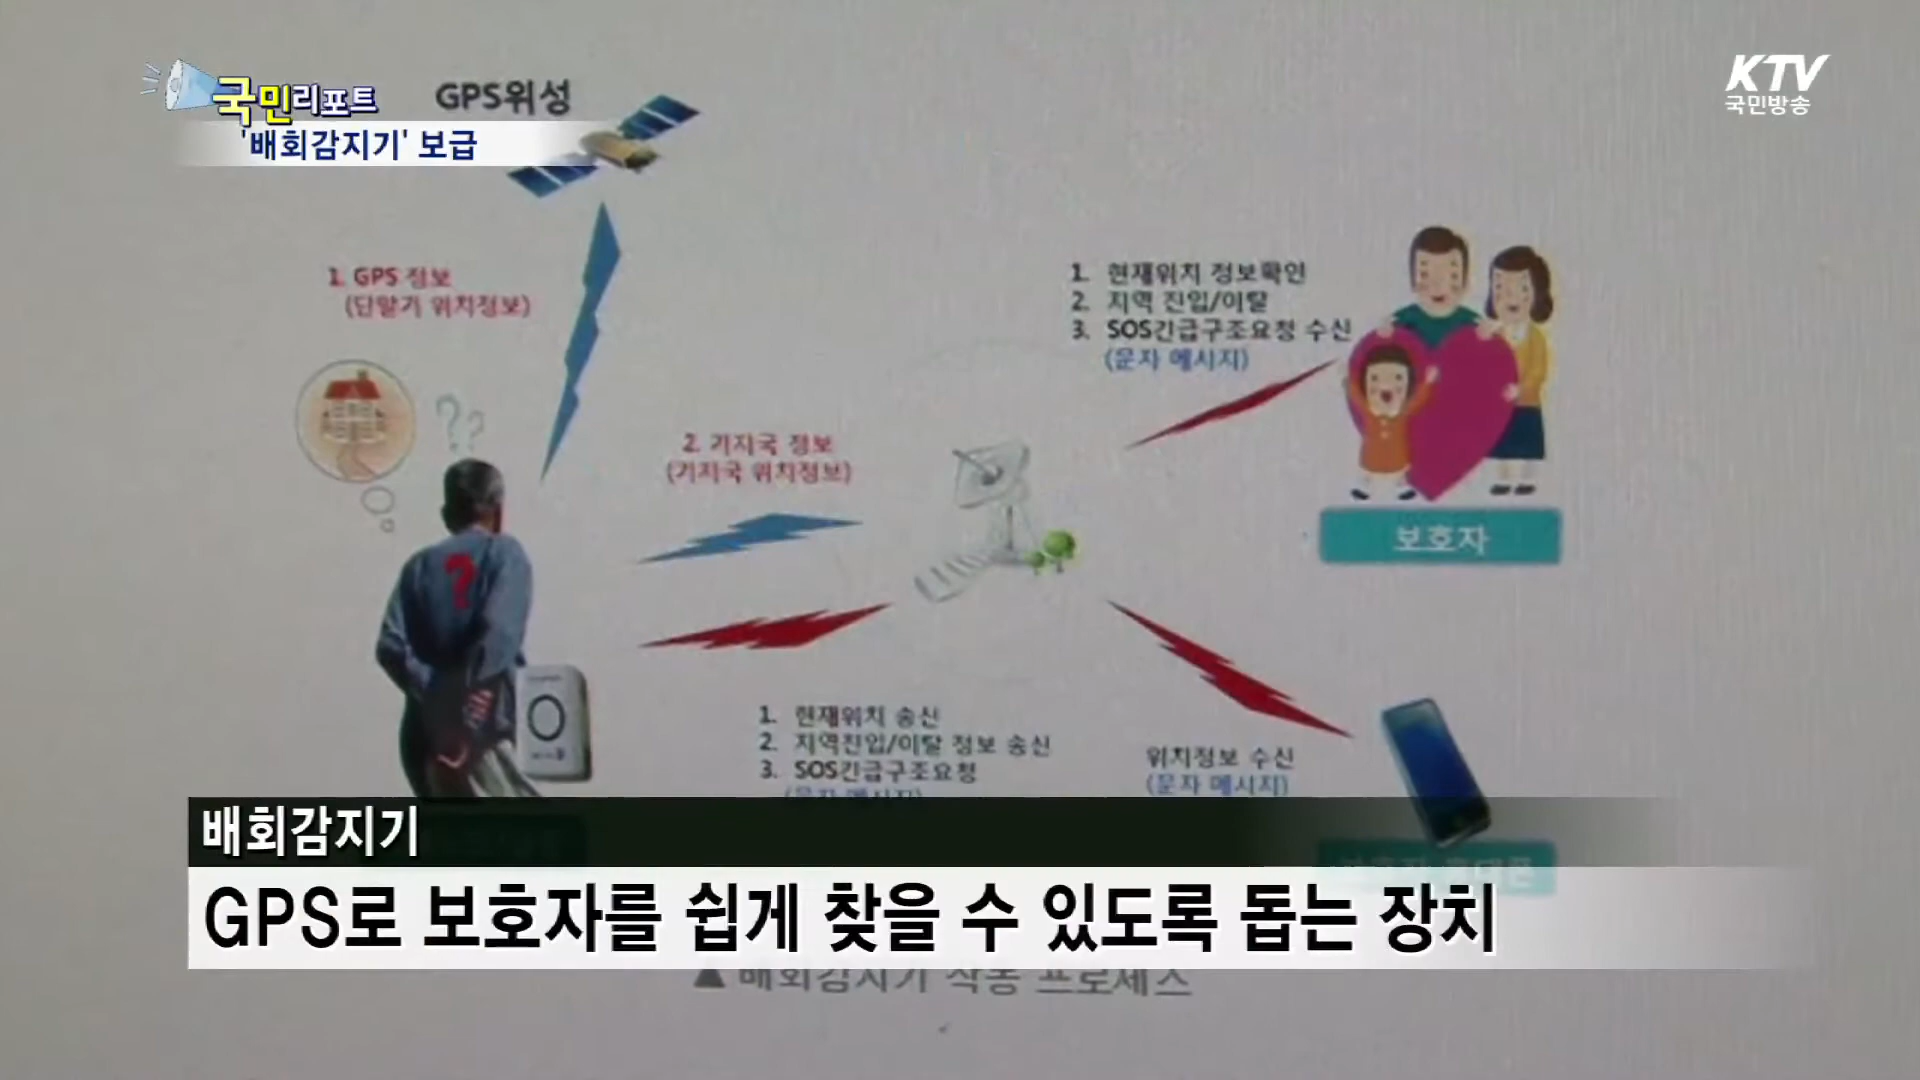 국민리포트
'배회감지기' 보급
KTV
국민방송
GPS위성
1. GPS 정보
(단말기 위치정보)
1. 현재위치 정보확인
2. 지역 진입/이탈
3. SOS긴급구조요청 수신
(문자 메시지)
2. 기지국 정보
(기지국 위치정보)
보호자
1. 현재위치 송신
2. 지역진입/이탈 정보 송신
3. SOS긴급구조요청
(문자 메시지)
위치정보 수신
(문자 메시지)
배회감지기
GPS로 보호자를 쉽게 찾을 수 있도록 돕는 장치
▲ 배회감지기 작동 프로세스